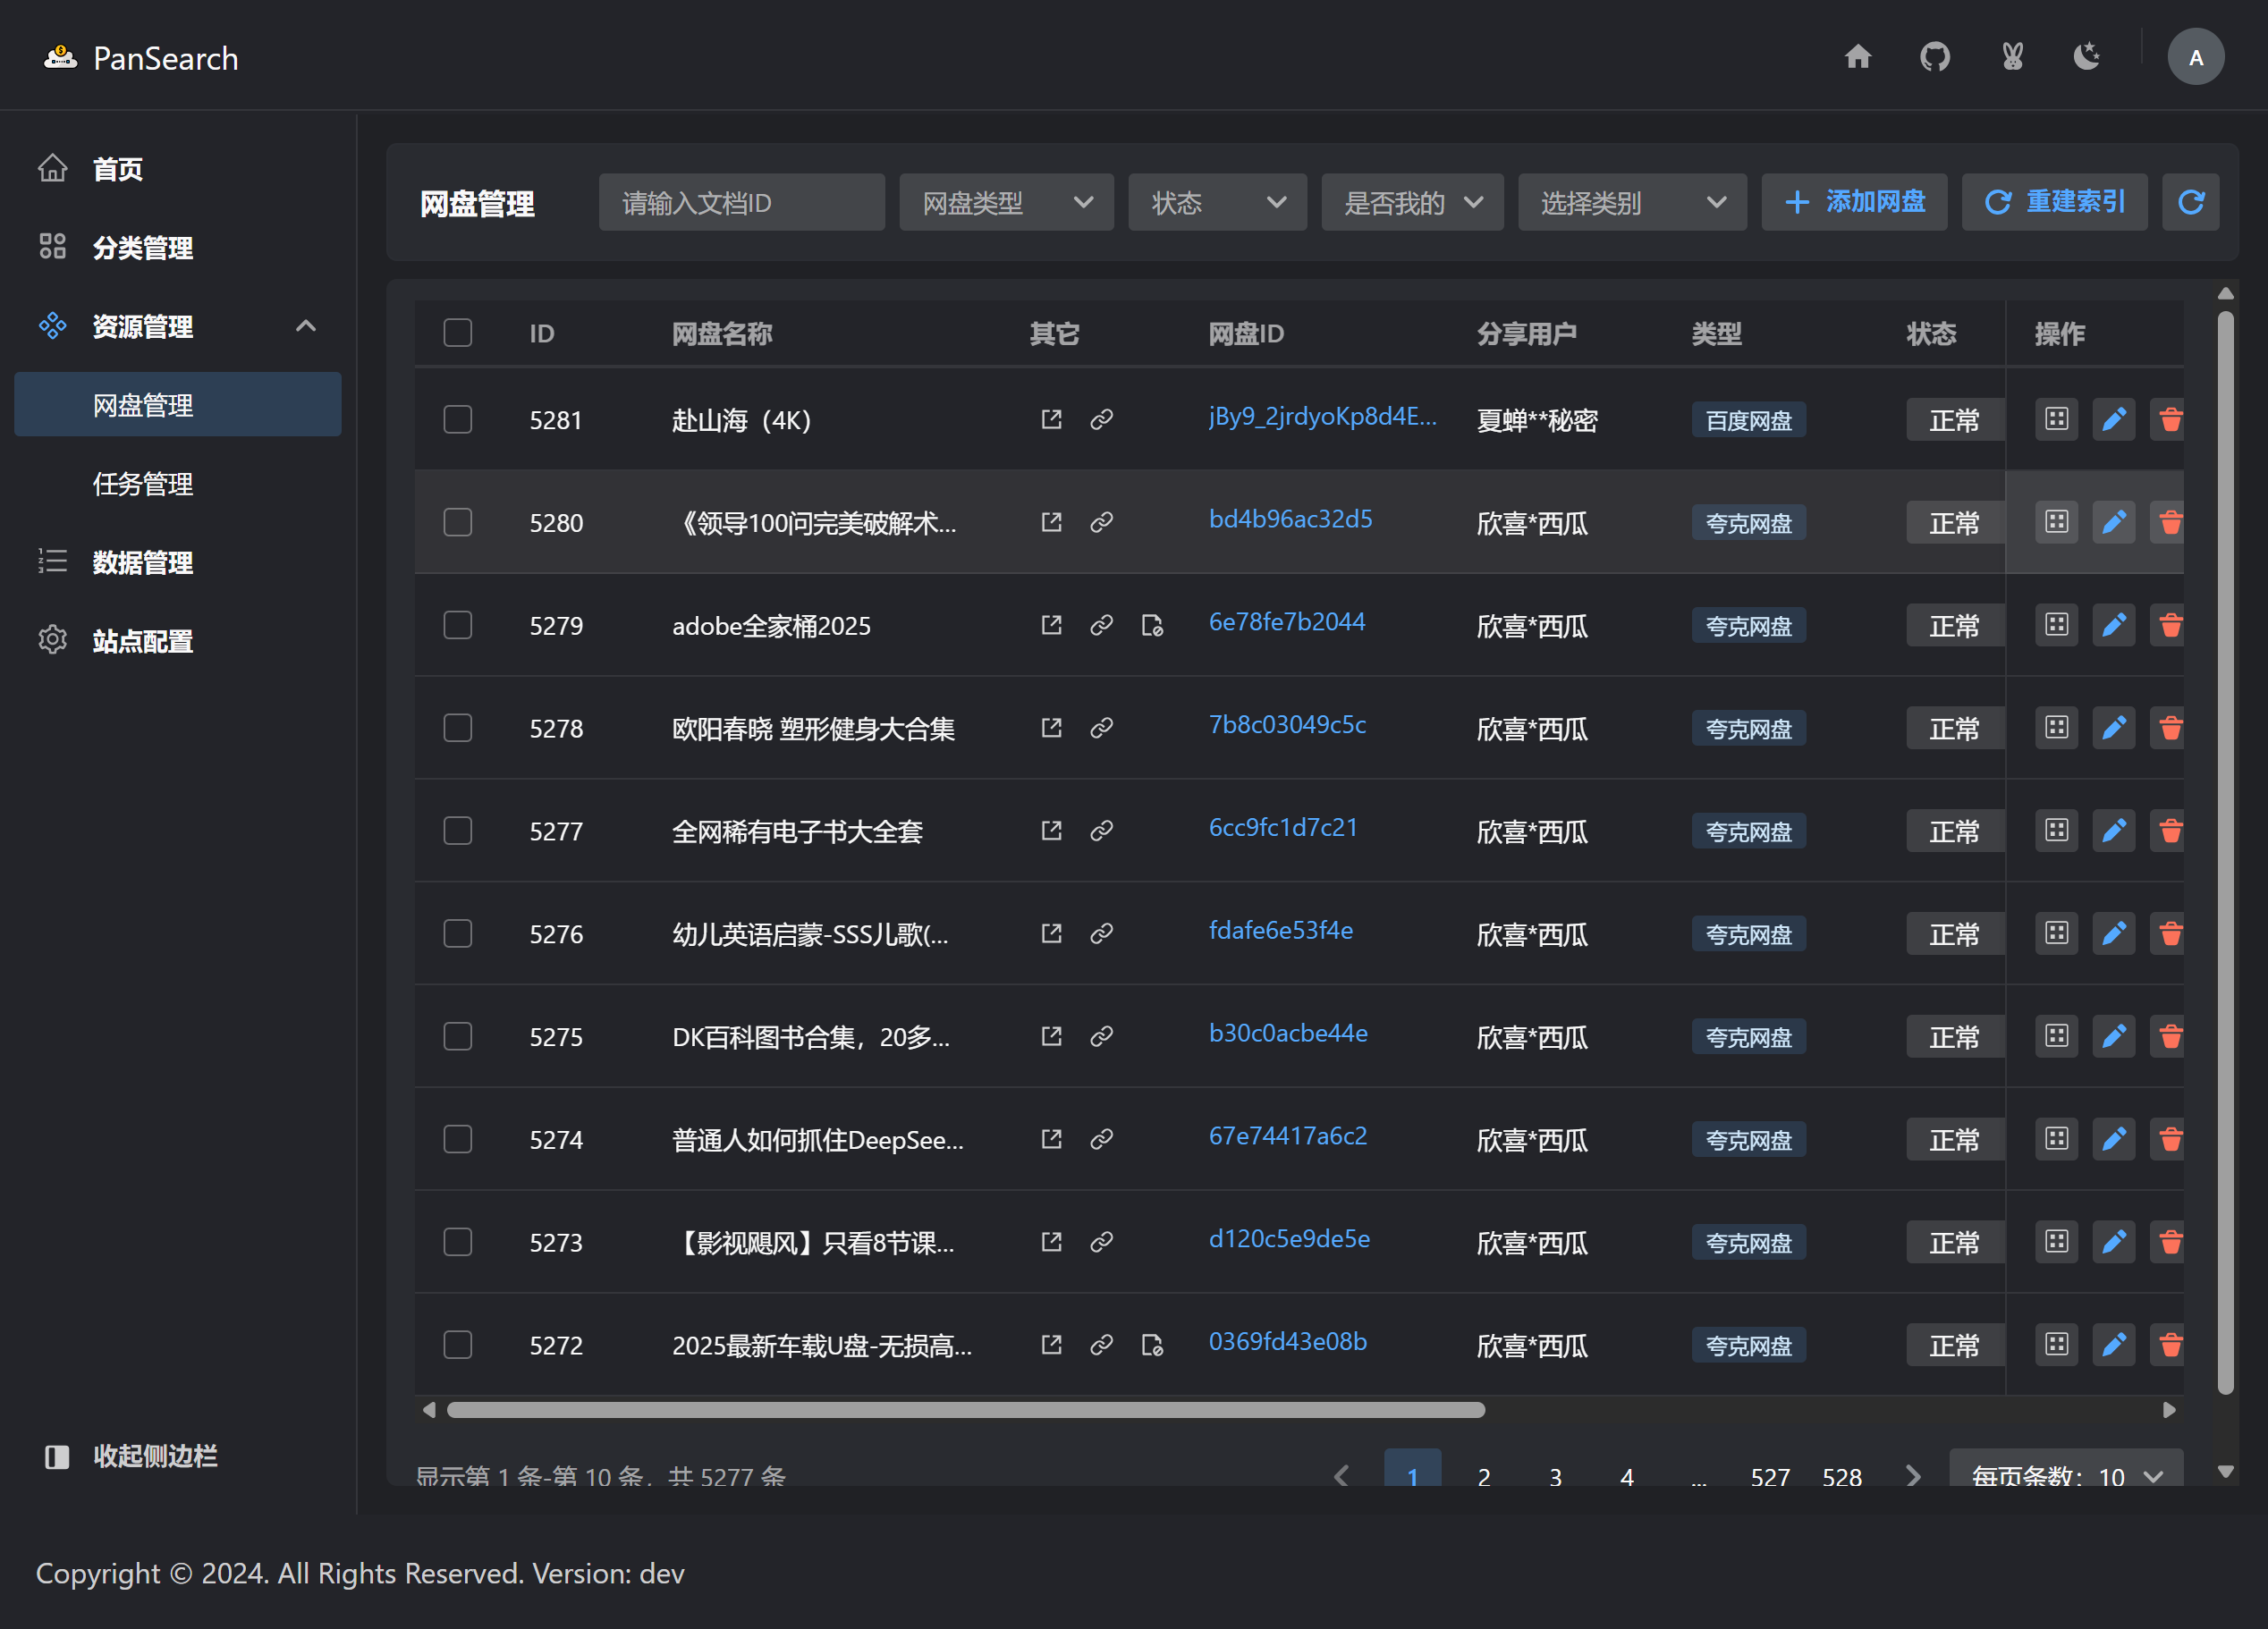 PanSearch
A
首页
分类管理
资源管理
网盘管理
任务管理
数据管理
站点配置
收起侧边栏
网盘管理 请输入文档ID 网盘类型 状态 是否我的 选择类别 添加网盘 重建索引
ID 网盘名称 其它 网盘ID 分享用户 类型 状态 操作
5281 赴山海（4K） jBy9_2jrdyoKp8d4E... 夏蝉**秘密 百度网盘 正常
5280 《领导100问完美破解术... bd4b96ac32d5 欣喜*西瓜 夸克网盘 正常
5279 adobe全家桶2025 6e78fe7b2044 欣喜*西瓜 夸克网盘 正常
5278 欧阳春晓 塑形健身大合集 7b8c03049c5c 欣喜*西瓜 夸克网盘 正常
5277 全网稀有电子书大全套 6cc9fc1d7c21 欣喜*西瓜 夸克网盘 正常
5276 幼儿英语启蒙-SSS儿歌(... fdafe6e53f4e 欣喜*西瓜 夸克网盘 正常
5275 DK百科图书合集，20多... b30c0acbe44e 欣喜*西瓜 夸克网盘 正常
5274 普通人如何抓住DeepSee... 67e74417a6c2 欣喜*西瓜 夸克网盘 正常
5273 【影视飓风】只看8节课... d120c5e9de5e 欣喜*西瓜 夸克网盘 正常
5272 2025最新车载U盘-无损高... 0369fd43e08b 欣喜*西瓜 夸克网盘 正常
显示第 1 条-第 10 条，共 5277 条 1 2 3 4 ... 527 528 每页条数：10
Copyright © 2024. All Rights Reserved. Version: dev